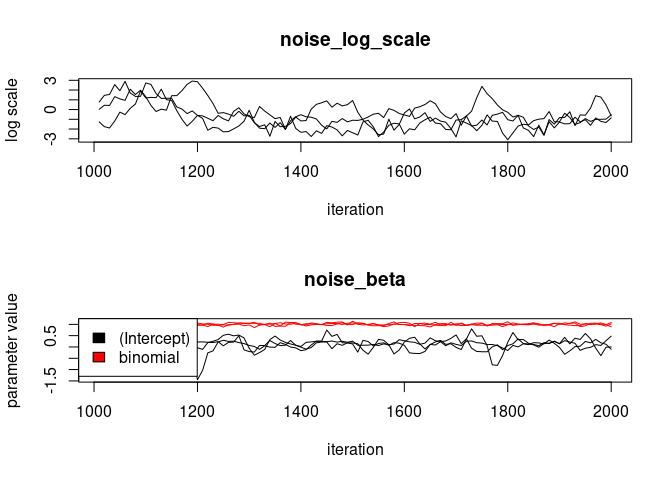 noise_log_scale
log scale
3
0
-3
1000 1200 1400 1600 1800 2000
iteration
noise_beta
parameter value
0.5
-1.5
(Intercept)
binomial
1000 1200 1400 1600 1800 2000
iteration